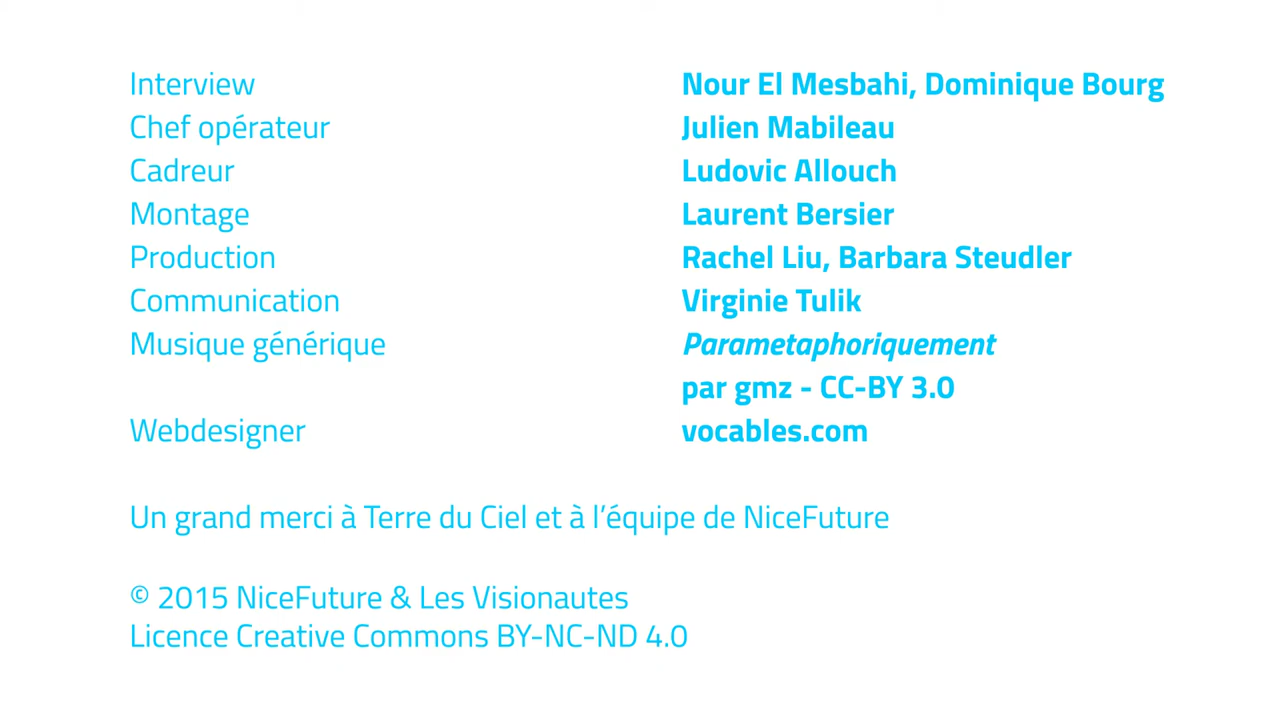 Interview Nour El Mesbahi, Dominique Bourg
Chef opérateur Julien Mabileau
Cadreur Ludovic Allouch
Montage Laurent Bersier
Production Rachel Liu, Barbara Steudler
Communication Virginie Tulik
Musique générique Parametaphoriquement
par gmz - CC-BY 3.0
Webdesigner vocables.com
Un grand merci à Terre du Ciel et à l’équipe de NiceFuture
© 2015 NiceFuture & Les Visionautes
Licence Creative Commons BY-NC-ND 4.0